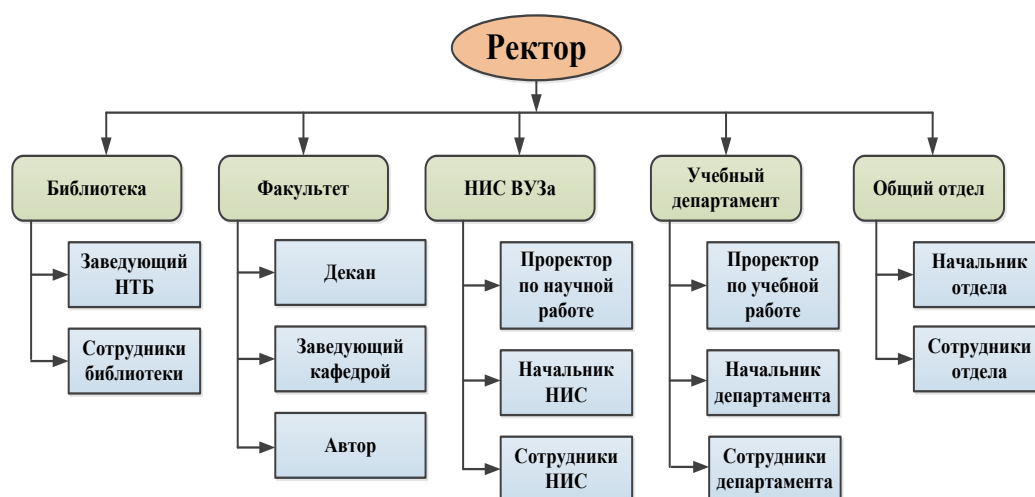 Ректор
Библиотека
Факультет
НИС ВУЗа
Учебный
департамент
Общий отдел
Заведующий
НТБ
Сотрудники
библиотеки
Декан
Заведующий
кафедрой
Автор
Проректор
по научной
работе
Начальник
НИС
Сотрудники
НИС
Проректор
по учебной
работе
Начальник
департамента
Сотрудники
департамента
Начальник
отдела
Сотрудники
отдела